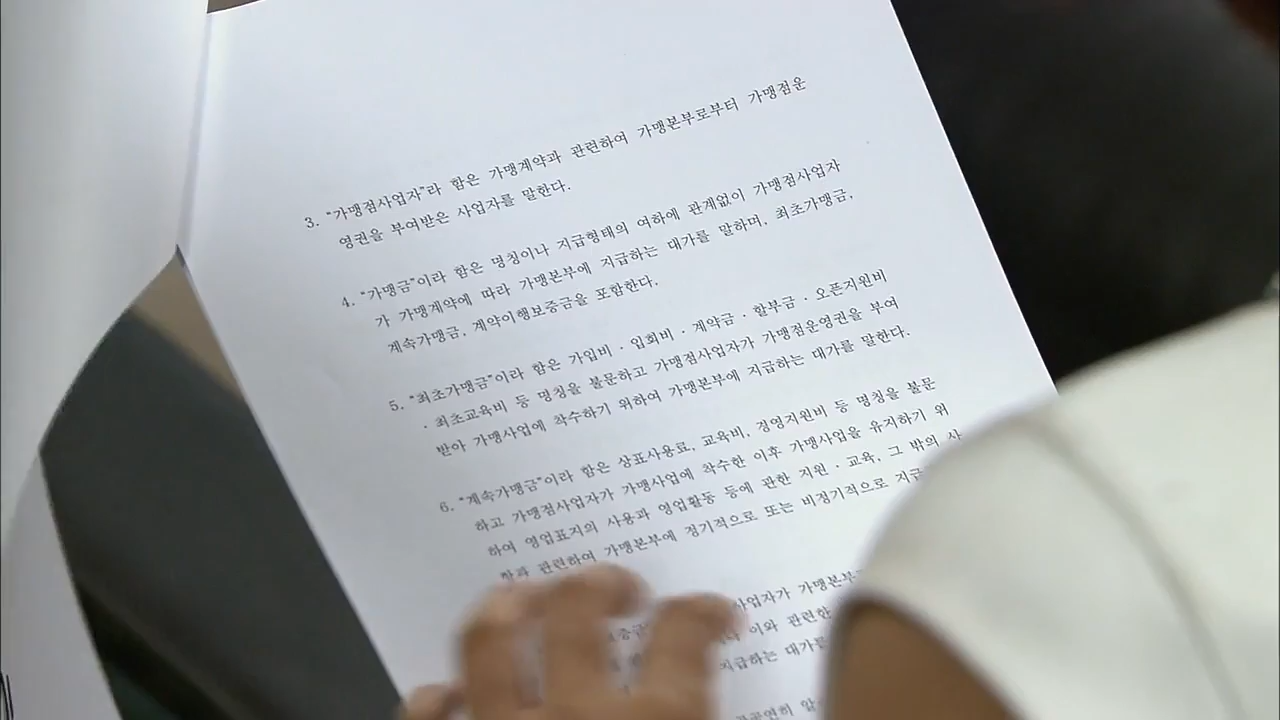 3. "가맹점사업자"라 함은 가맹계약과 관련하여 가맹본부로부터 가맹점운
영권을 부여받은 사업자를 말한다.
4. "가맹금"이라 함은 명칭이나 지급형태의 여하에 관계없이 가맹점사업자
가 가맹계약에 따라 가맹본부에 지급하는 대가를 말하며, 최초가맹금,
계속가맹금, 계약이행보증금을 포함한다.
5. "최초가맹금"이라 함은 가입비 · 입회비 · 계약금 · 할부금 · 오픈지원비
· 최초교육비 등 명칭을 불문하고 가맹점사업자가 가맹점운영권을 부여
받아 가맹사업에 착수하기 위하여 가맹본부에 지급하는 대가를 말한다.
6. "계속가맹금"이라 함은 상표사용료, 교육비, 경영지원비 등 명칭을 불문
하고 가맹점사업자가 가맹사업에 착수한 이후 가맹사업을 유지하기 위
하여 영업표지의 사용과 영업활동 등에 관한 지원 · 교육, 그 밖의 사
항과 관련하여 가맹본부에 정기적으로 또는 비정기적으로
사업자가 가맹본부
이와 관련한
지급하는 대가를